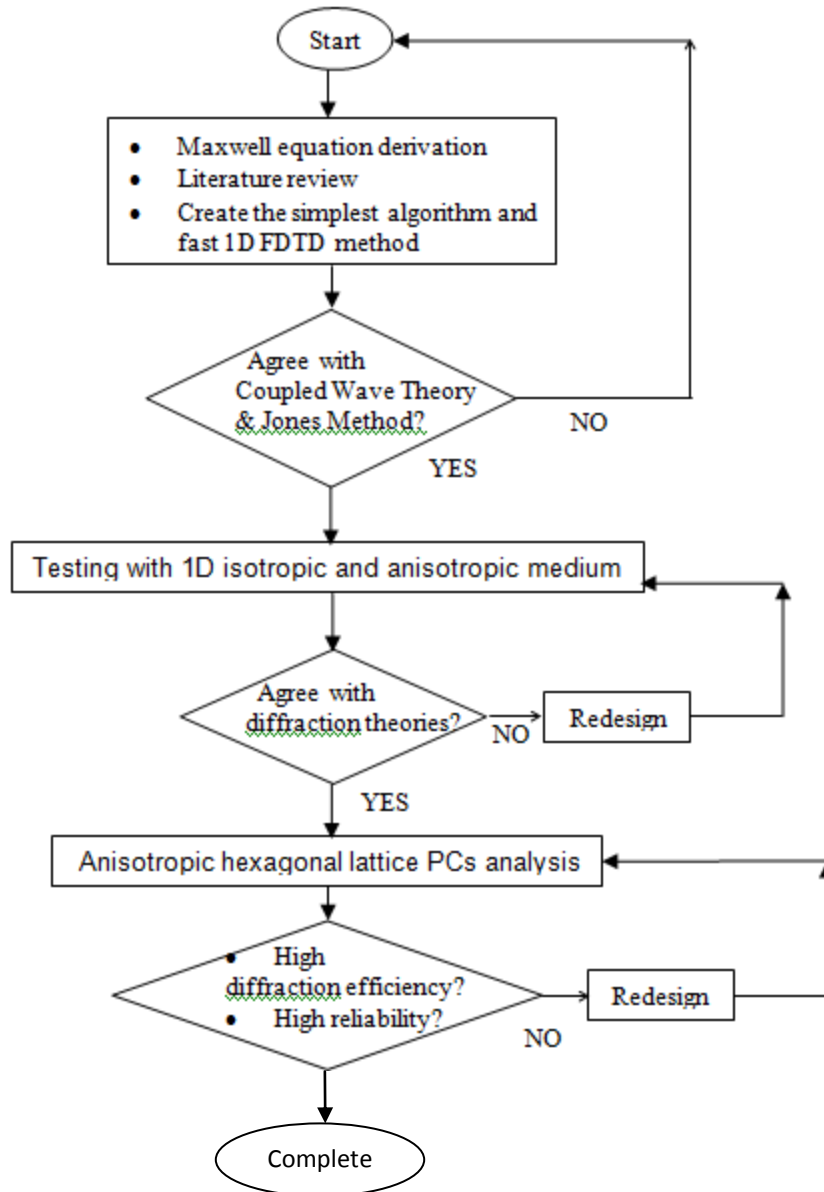 Start
• Maxwell equation derivation
• Literature review
• Create the simplest algorithm and
fast 1D FDTD method
Agree with
Coupled Wave Theory
& Jones Method?
NO
YES
Testing with 1D isotropic and anisotropic medium
Agree with
diffraction theories?
NO
Redesign
YES
Anisotropic hexagonal lattice PCs analysis
• High
diffraction efficiency?
• High reliability?
NO
Redesign
Complete